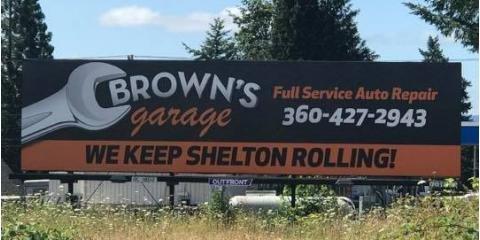 BROWN'S
garage
Full Service Auto Repair
360-427-2943
WE KEEP SHELTON ROLLING!
OUTFRONT